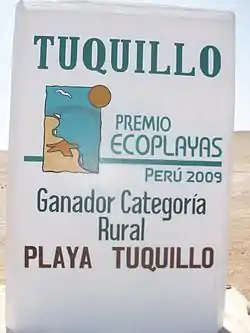 TUQUILLO
PREMIO
ECOPLAYAS
PERÚ 2009
Ganador Categoría
Rural
PLAYA TUQUILLO